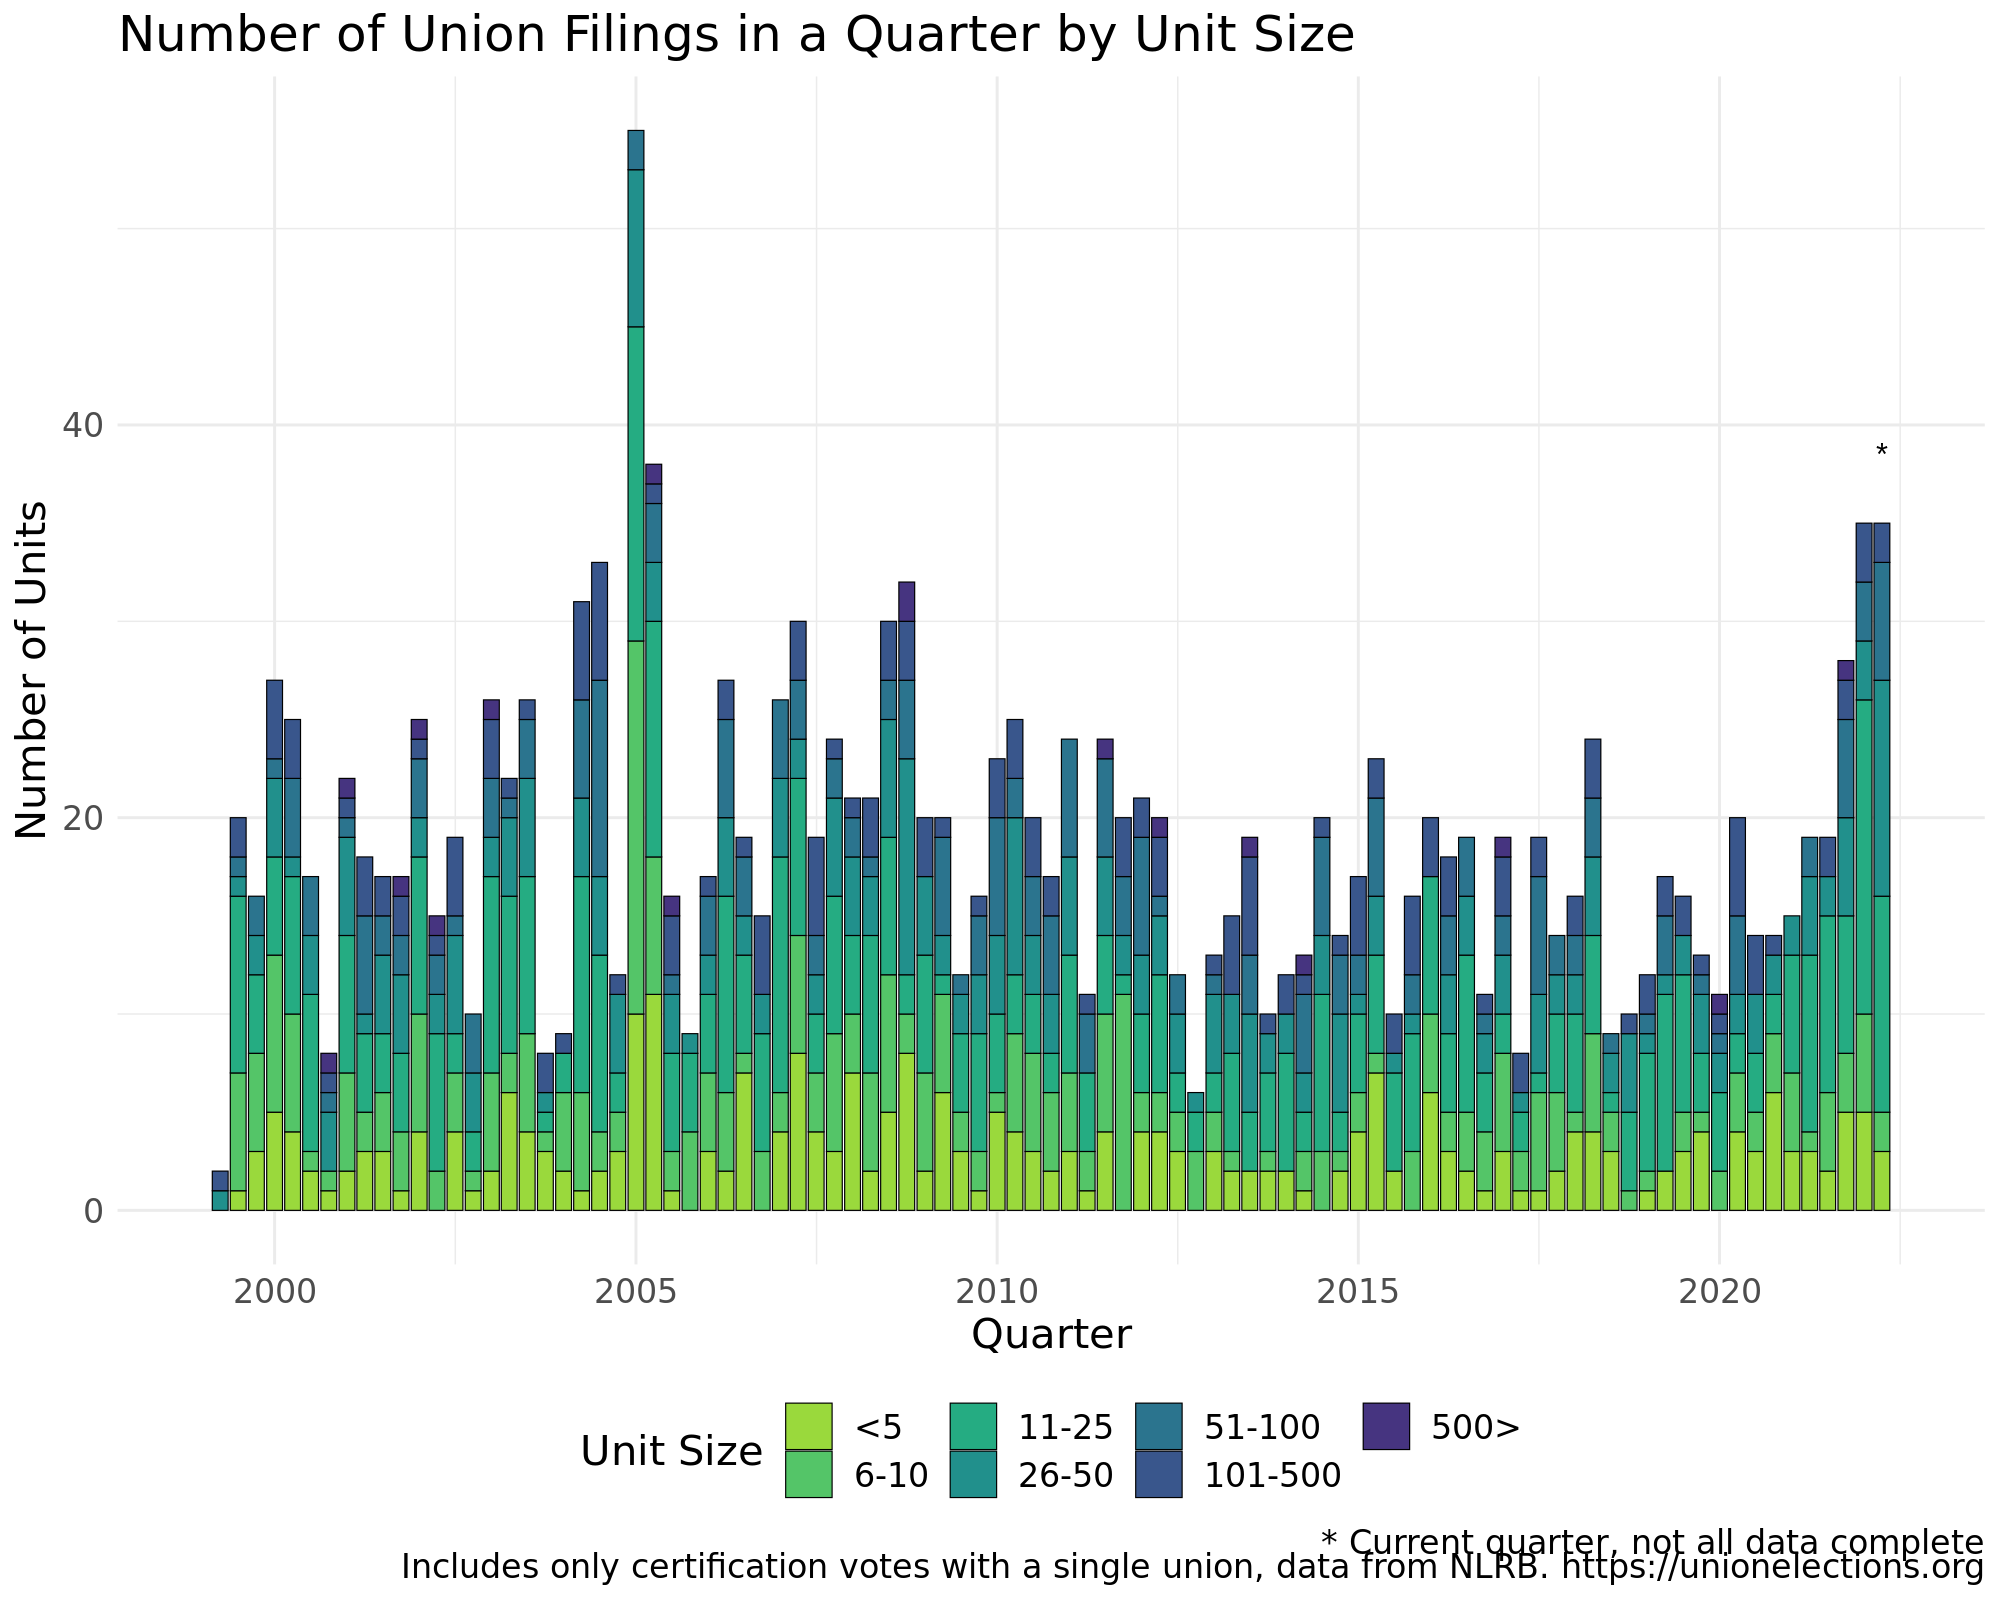 Number of Union Filings in a Quarter by Unit Size
Number of Units
40
20
0
*
2000 2005 2010 2015 2020
Quarter
Unit Size
<5 11-25 51-100 500>
6-10 26-50 101-500
* Current quarter, not all data complete
Includes only certification votes with a single union, data from NLRB. https://unionelections.org